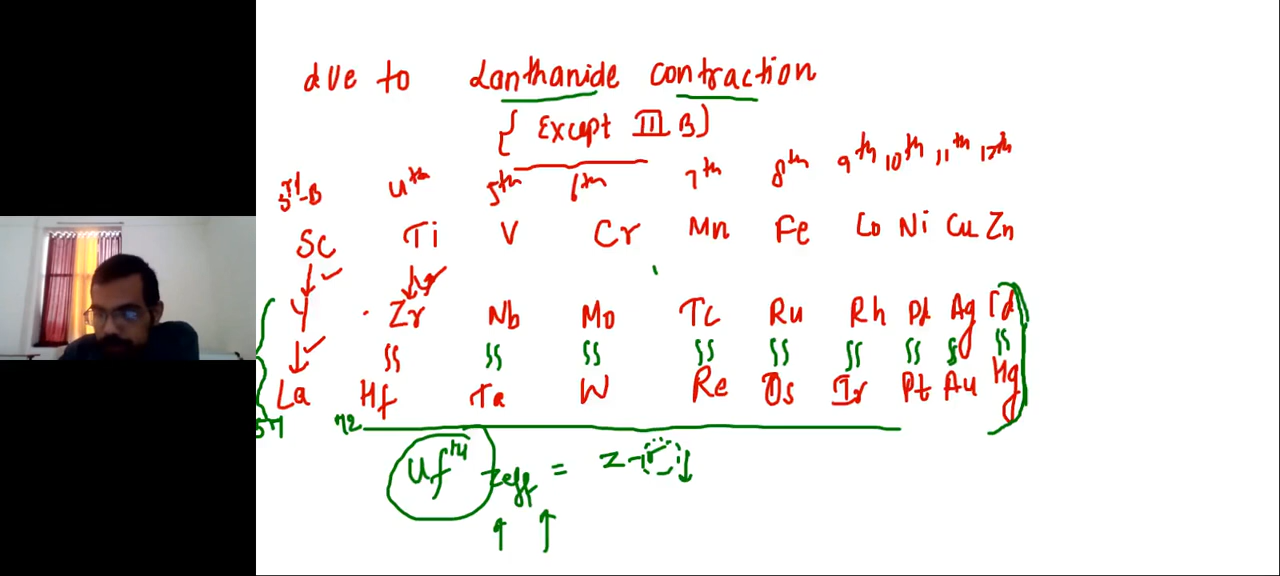 due to Lanthanide contraction
{ Except III B }
III-B 4th 5th 6th 7th 8th 9th 10th 11th 12th
Sc Ti V Cr Mn Fe Co Ni Cu Zn
Y Zr Nb Mo Tc Ru Rh Pd Ag Cd
La Hf Ta W Re Os Ir Pt Au Hg
57 72
4f14 Zeff = Z-σ↓
↑ ↑